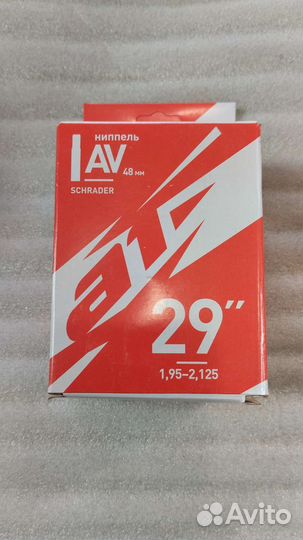 ниппель
AV 48 мм
SCHRADER
29"
1,95–2,125
Avito